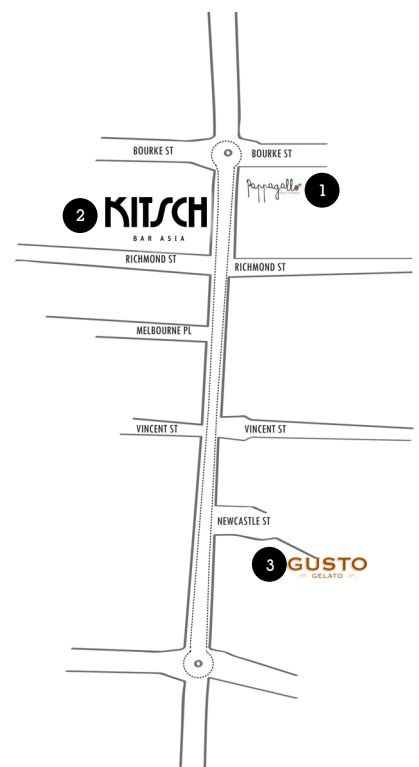 BOURKE ST
BOURKE ST
Pappagallo
1
2
KITSCH
BAR ASIA
RICHMOND ST
RICHMOND ST
MELBOURNE PL
VINCENT ST
VINCENT ST
NEWCASTLE ST
3
GUSTO
GELATO